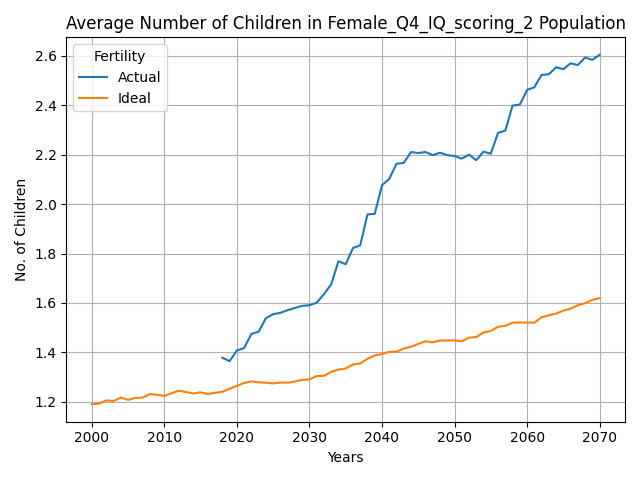 Average Number of Children in Female_Q4_IQ_scoring_2 Population
Fertility
Actual
Ideal
No. of Children
2.6
2.4
2.2
2.0
1.8
1.6
1.4
1.2
2000 2010 2020 2030 2040 2050 2060 2070
Years